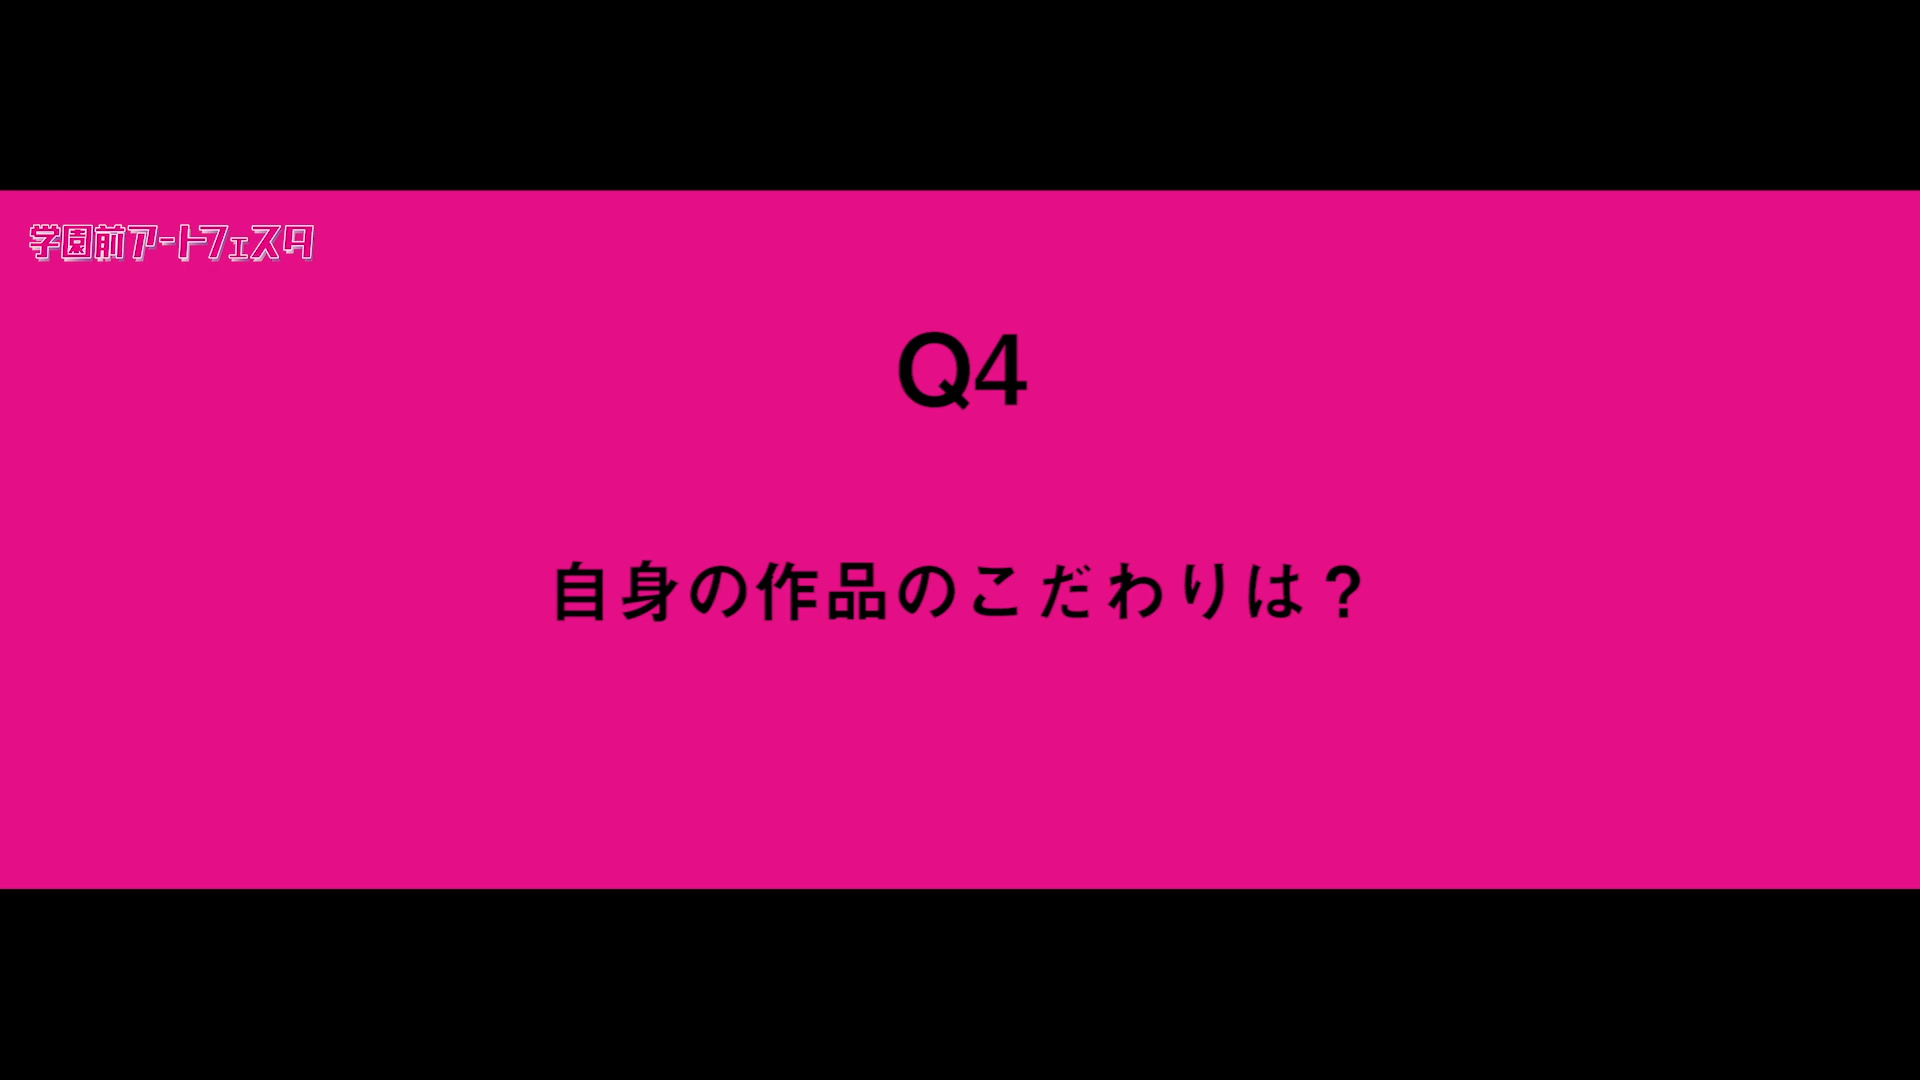 学園前アートフェスタ
Q4
自身の作品のこだわりは？